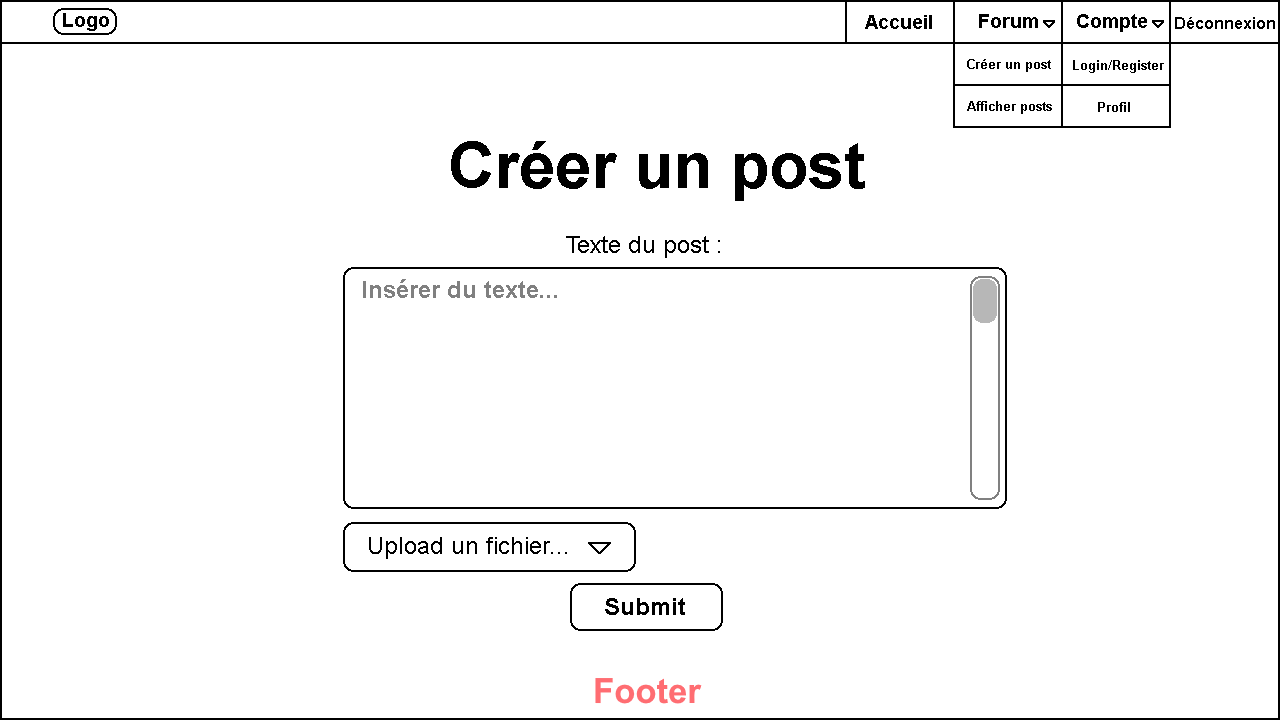 Logo
Accueil
Forum
Compte
Déconnexion
Créer un post
Login/Register
Afficher posts
Profil
Créer un post
Texte du post :
Insérer du texte...
Upload un fichier...
Submit
Footer